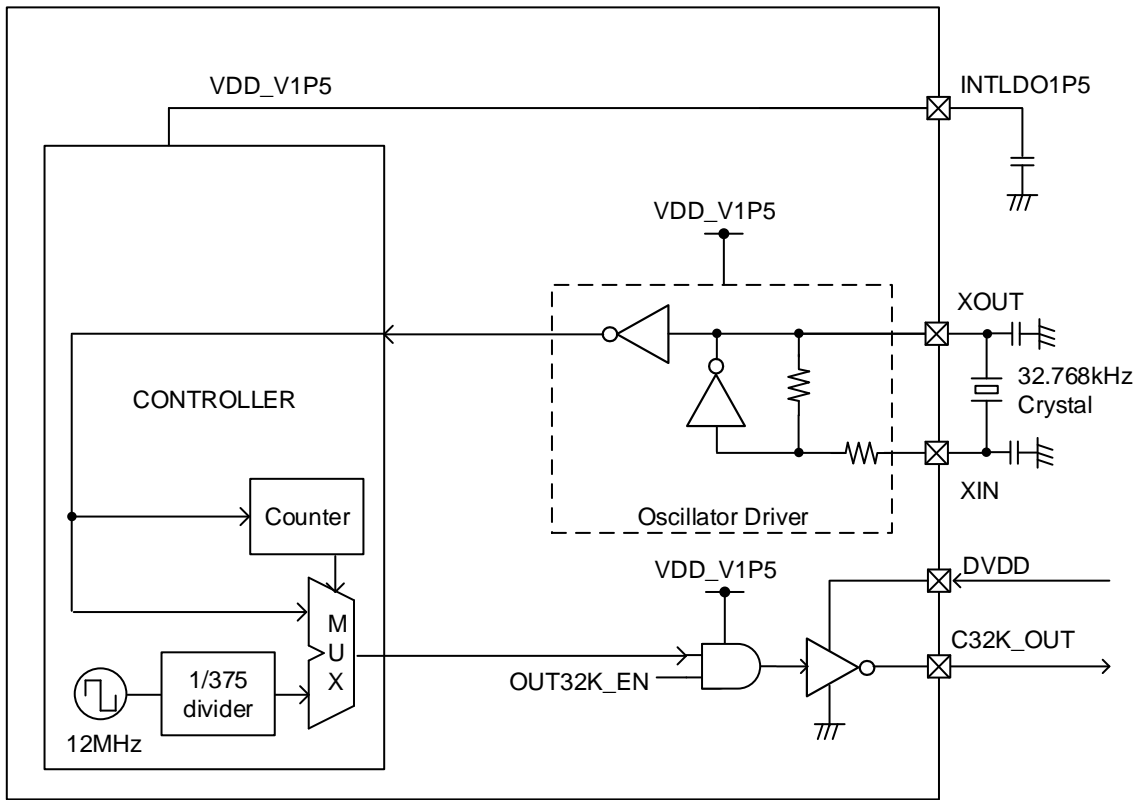 VDD_V1P5
INTLDO1P5
VDD_V1P5
XOUT
32.768kHz
Crystal
CONTROLLER
XIN
Counter
Oscillator Driver
VDD_V1P5
DVDD
M
U
X
C32K_OUT
OUT32K_EN
1/375
divider
12MHz